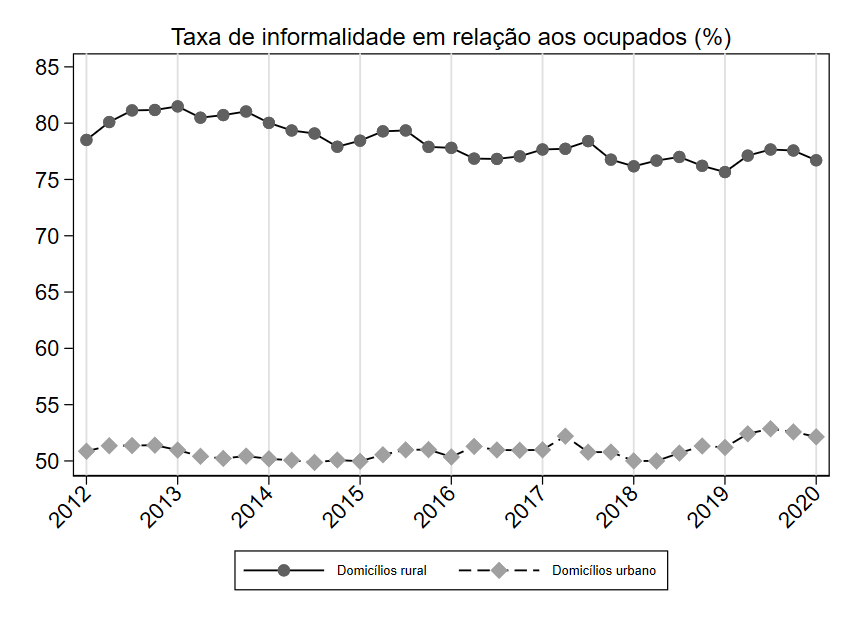 Taxa de informalidade em relação aos ocupados (%)
85
80
75
70
65
60
55
50
2012 2013 2014 2015 2016 2017 2018 2019 2020
Domicílios rural Domicílios urbano